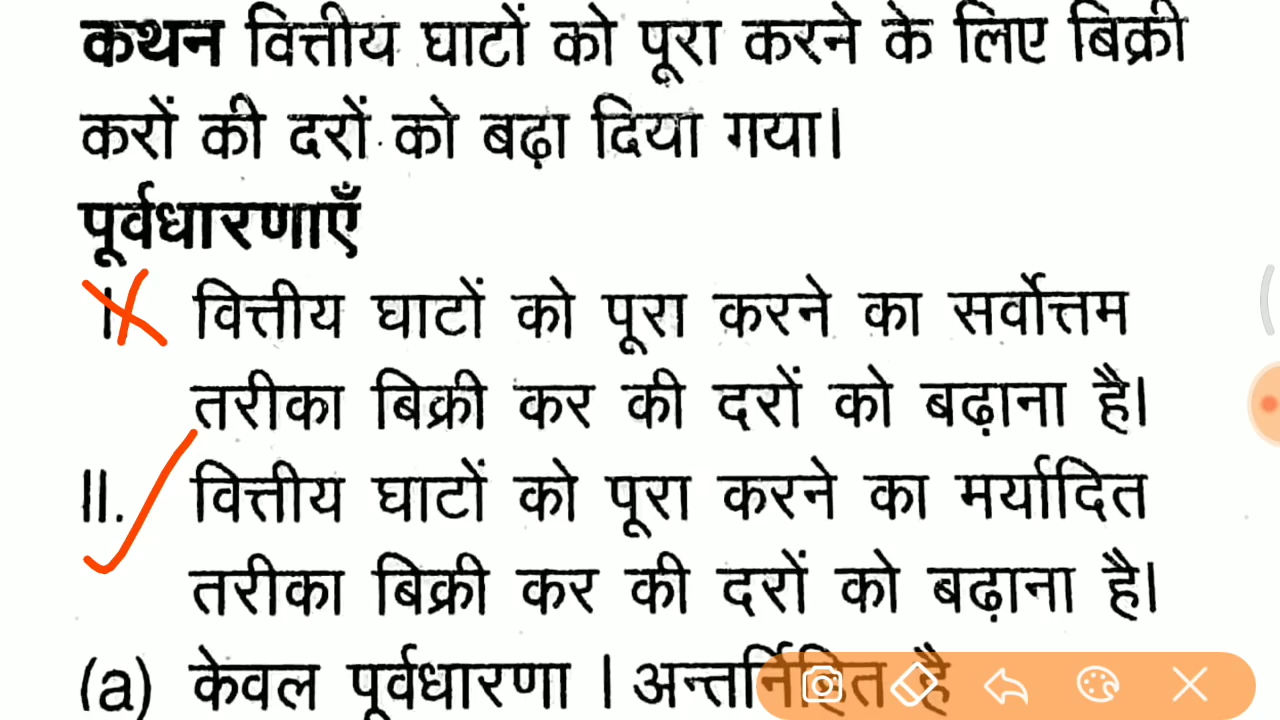 कथन वित्तीय घाटों को पूरा करने के लिए बिक्री
करों की दरों को बढ़ा दिया गया।
पूर्वधारणाएँ
I. वित्तीय घाटों को पूरा करने का सर्वोत्तम
तरीका बिक्री कर की दरों को बढ़ाना है।
II. वित्तीय घाटों को पूरा करने का मर्यादित
तरीका बिक्री कर की दरों को बढ़ाना है।
(a) केवल पूर्वधारणा I अन्तर्निहित है